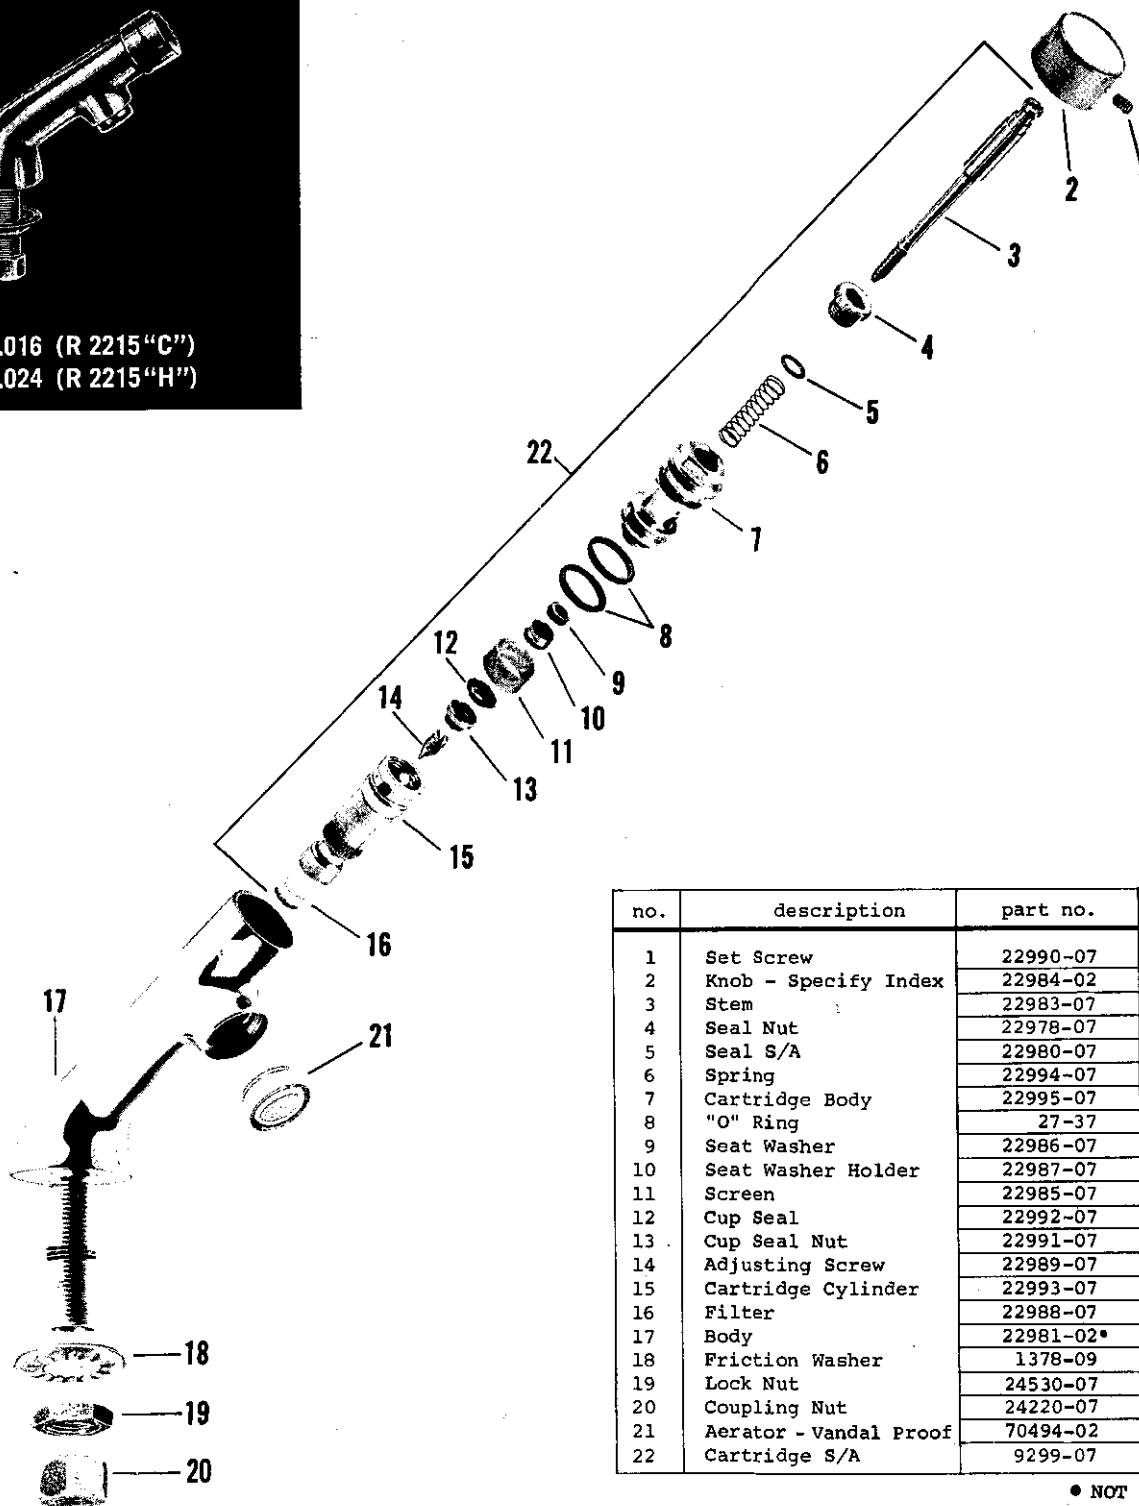 .016 (R 2215“C”)
.024 (R 2215“H”)
2
3
4
5
6
22
7
8
12
9
14
10
11
13
15
16
17
21
18
19
20
no. description part no.
1 Set Screw 22990-07
2 Knob - Specify Index 22984-02
3 Stem 22983-07
4 Seal Nut 22978-07
5 Seal S/A 22980-07
6 Spring 22994-07
7 Cartridge Body 22995-07
8 "O" Ring 27-37
9 Seat Washer 22986-07
10 Seat Washer Holder 22987-07
11 Screen 22985-07
12 Cup Seal 22992-07
13 Cup Seal Nut 22991-07
14 Adjusting Screw 22989-07
15 Cartridge Cylinder 22993-07
16 Filter 22988-07
17 Body 22981-02•
18 Friction Washer 1378-09
19 Lock Nut 24530-07
20 Coupling Nut 24220-07
21 Aerator - Vandal Proof 70494-02
22 Cartridge S/A 9299-07
• NOT